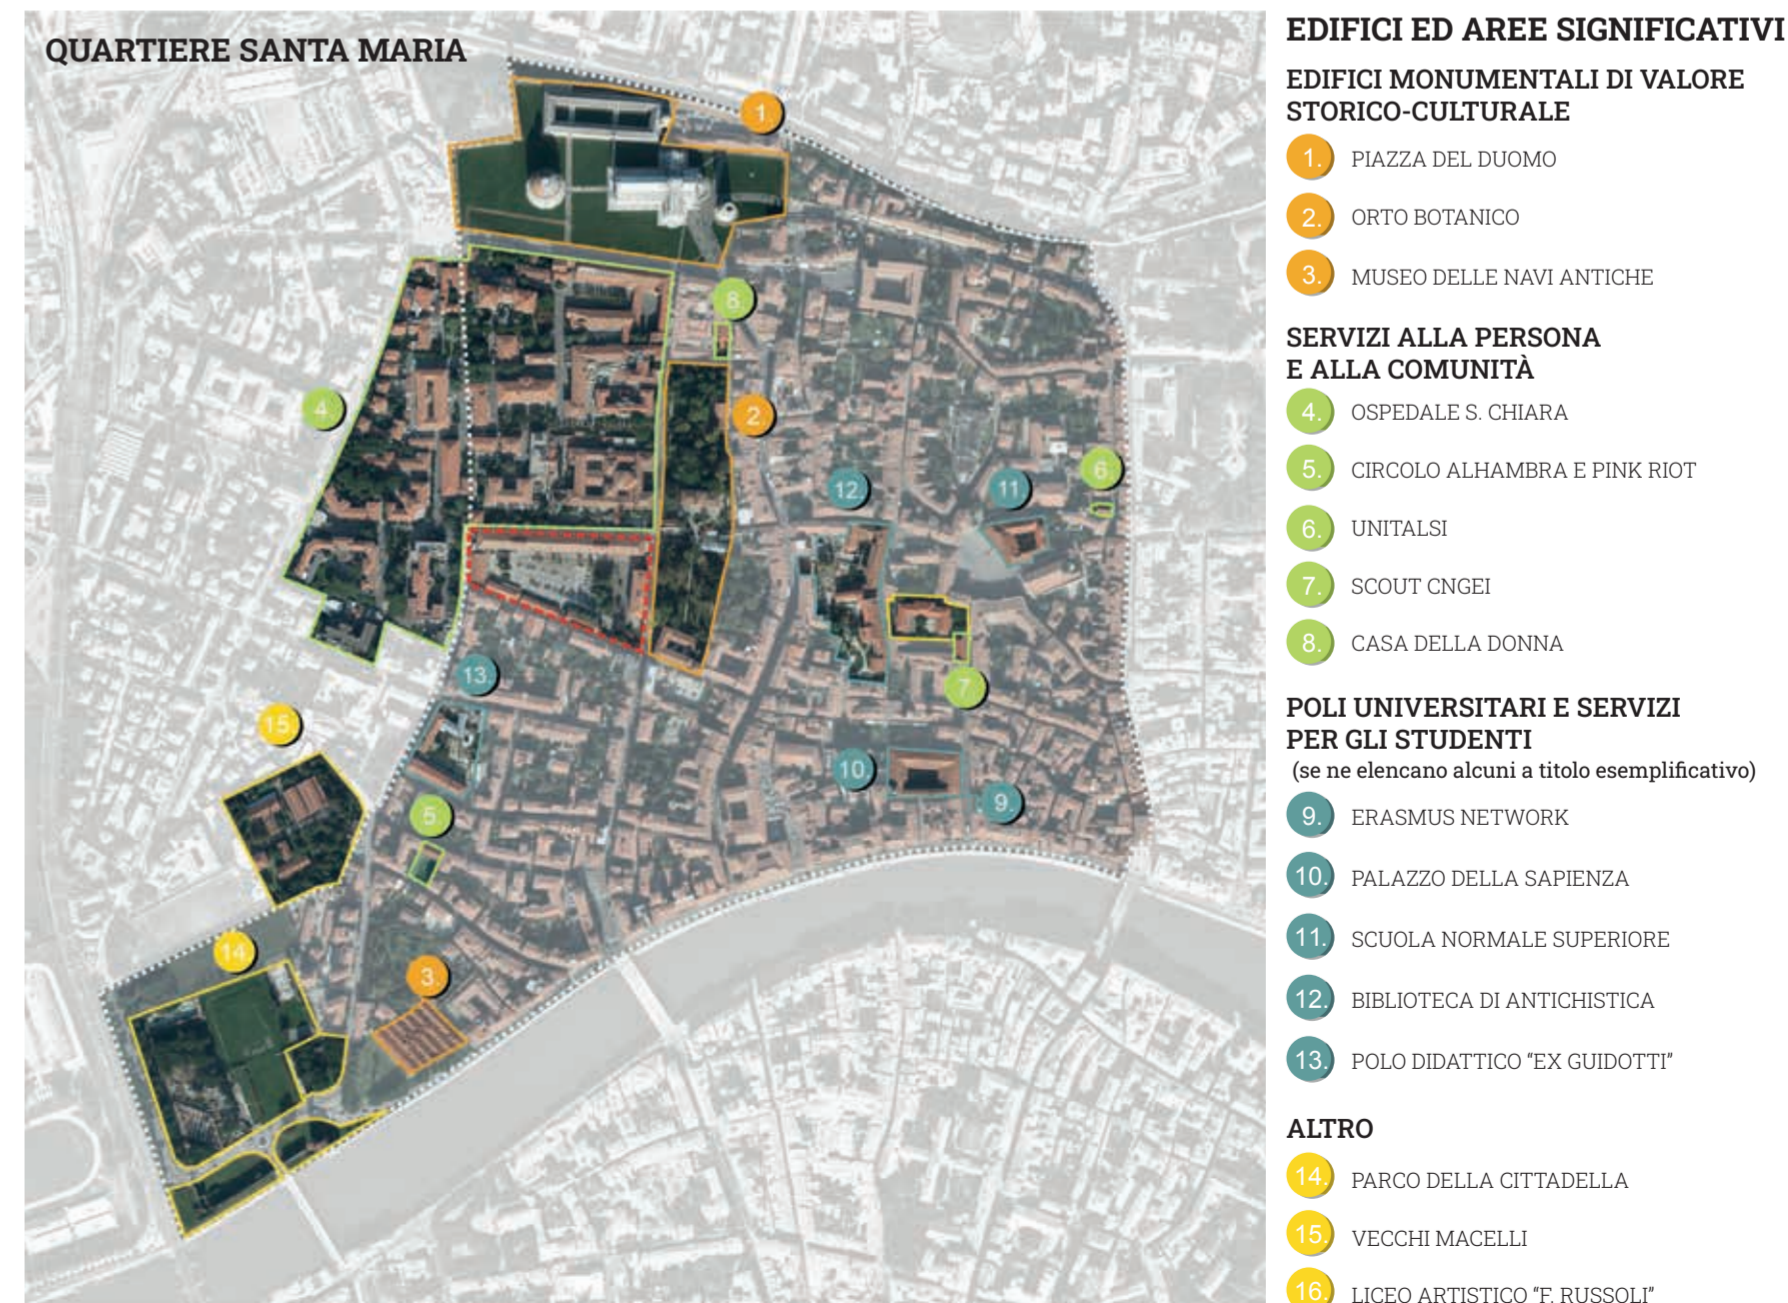 QUARTIERE SANTA MARIA
1.
8.
4.
2.
12.
11.
6.
13.
7.
15.
10.
9.
5.
14.
3.
EDIFICI ED AREE SIGNIFICATIVI
EDIFICI MONUMENTALI DI VALORE
STORICO-CULTURALE
1. PIAZZA DEL DUOMO
2. ORTO BOTANICO
3. MUSEO DELLE NAVI ANTICHE
SERVIZI ALLA PERSONA
E ALLA COMUNITÀ
4. OSPEDALE S. CHIARA
5. CIRCOLO ALHAMBRA E PINK RIOT
6. UNITALSI
7. SCOUT CNGEI
8. CASA DELLA DONNA
POLI UNIVERSITARI E SERVIZI
PER GLI STUDENTI
(se ne elencano alcuni a titolo esemplificativo)
9. ERASMUS NETWORK
10. PALAZZO DELLA SAPIENZA
11. SCUOLA NORMALE SUPERIORE
12. BIBLIOTECA DI ANTICHISTICA
13. POLO DIDATTICO “EX GUIDOTTI”
ALTRO
14. PARCO DELLA CITTADELLA
15. VECCHI MACELLI
16. LICEO ARTISTICO “F. RUSSOLI”